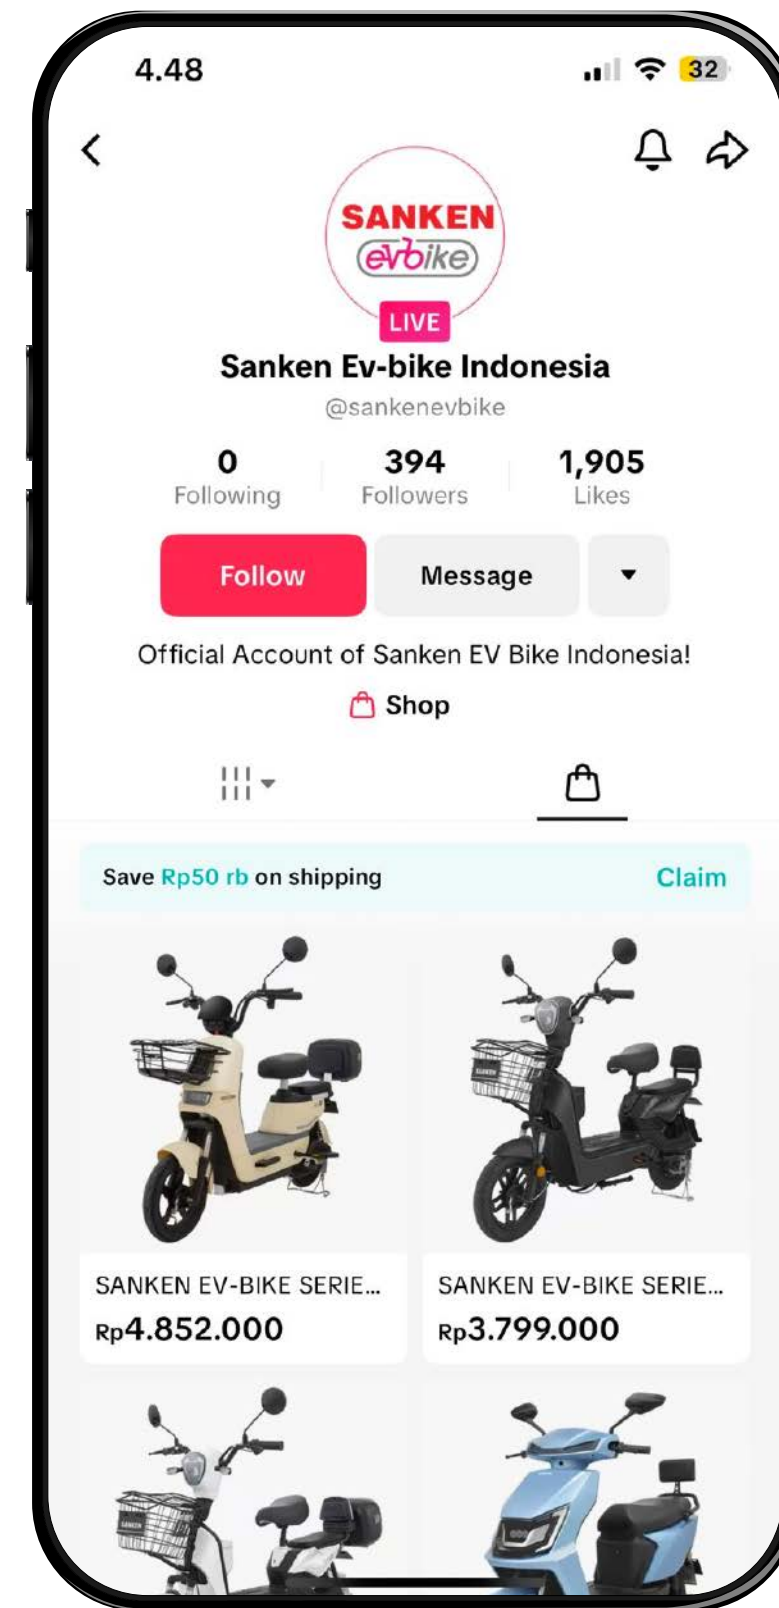 4.48
32
SANKEN
evbike
LIVE
Sanken Ev-bike Indonesia
@sankenevbike
0
Following
394
Followers
1,905
Likes
Follow
Message
Official Account of Sanken EV Bike Indonesia!
Shop
Save Rp50 rb on shipping
Claim
SANKEN
SANKEN EV-BIKE SERIE...
Rp4.852.000
SANKEN EV-BIKE SERIE...
Rp3.799.000
SANKEN